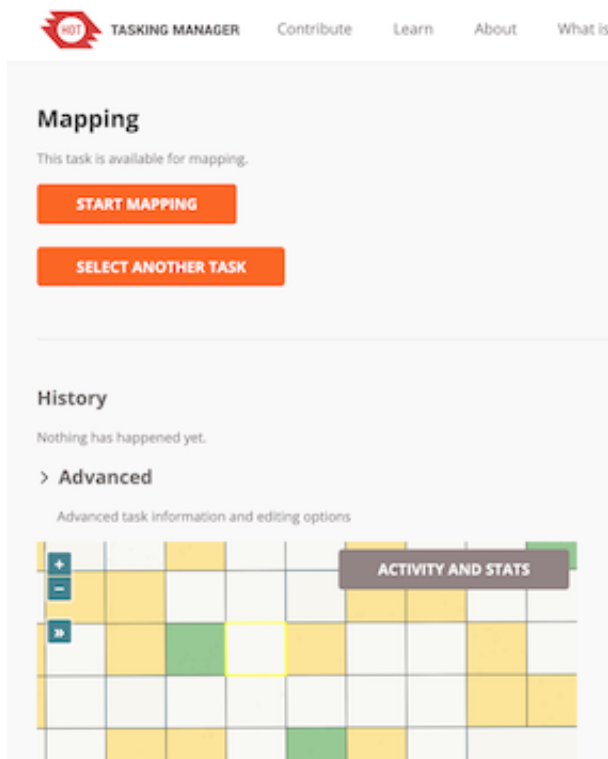 HOT TASKING MANAGER Contribute Learn About What is
Mapping
This task is available for mapping.
START MAPPING
SELECT ANOTHER TASK
History
Nothing has happened yet.
> Advanced
Advanced task information and editing options
+
−
»
ACTIVITY AND STATS